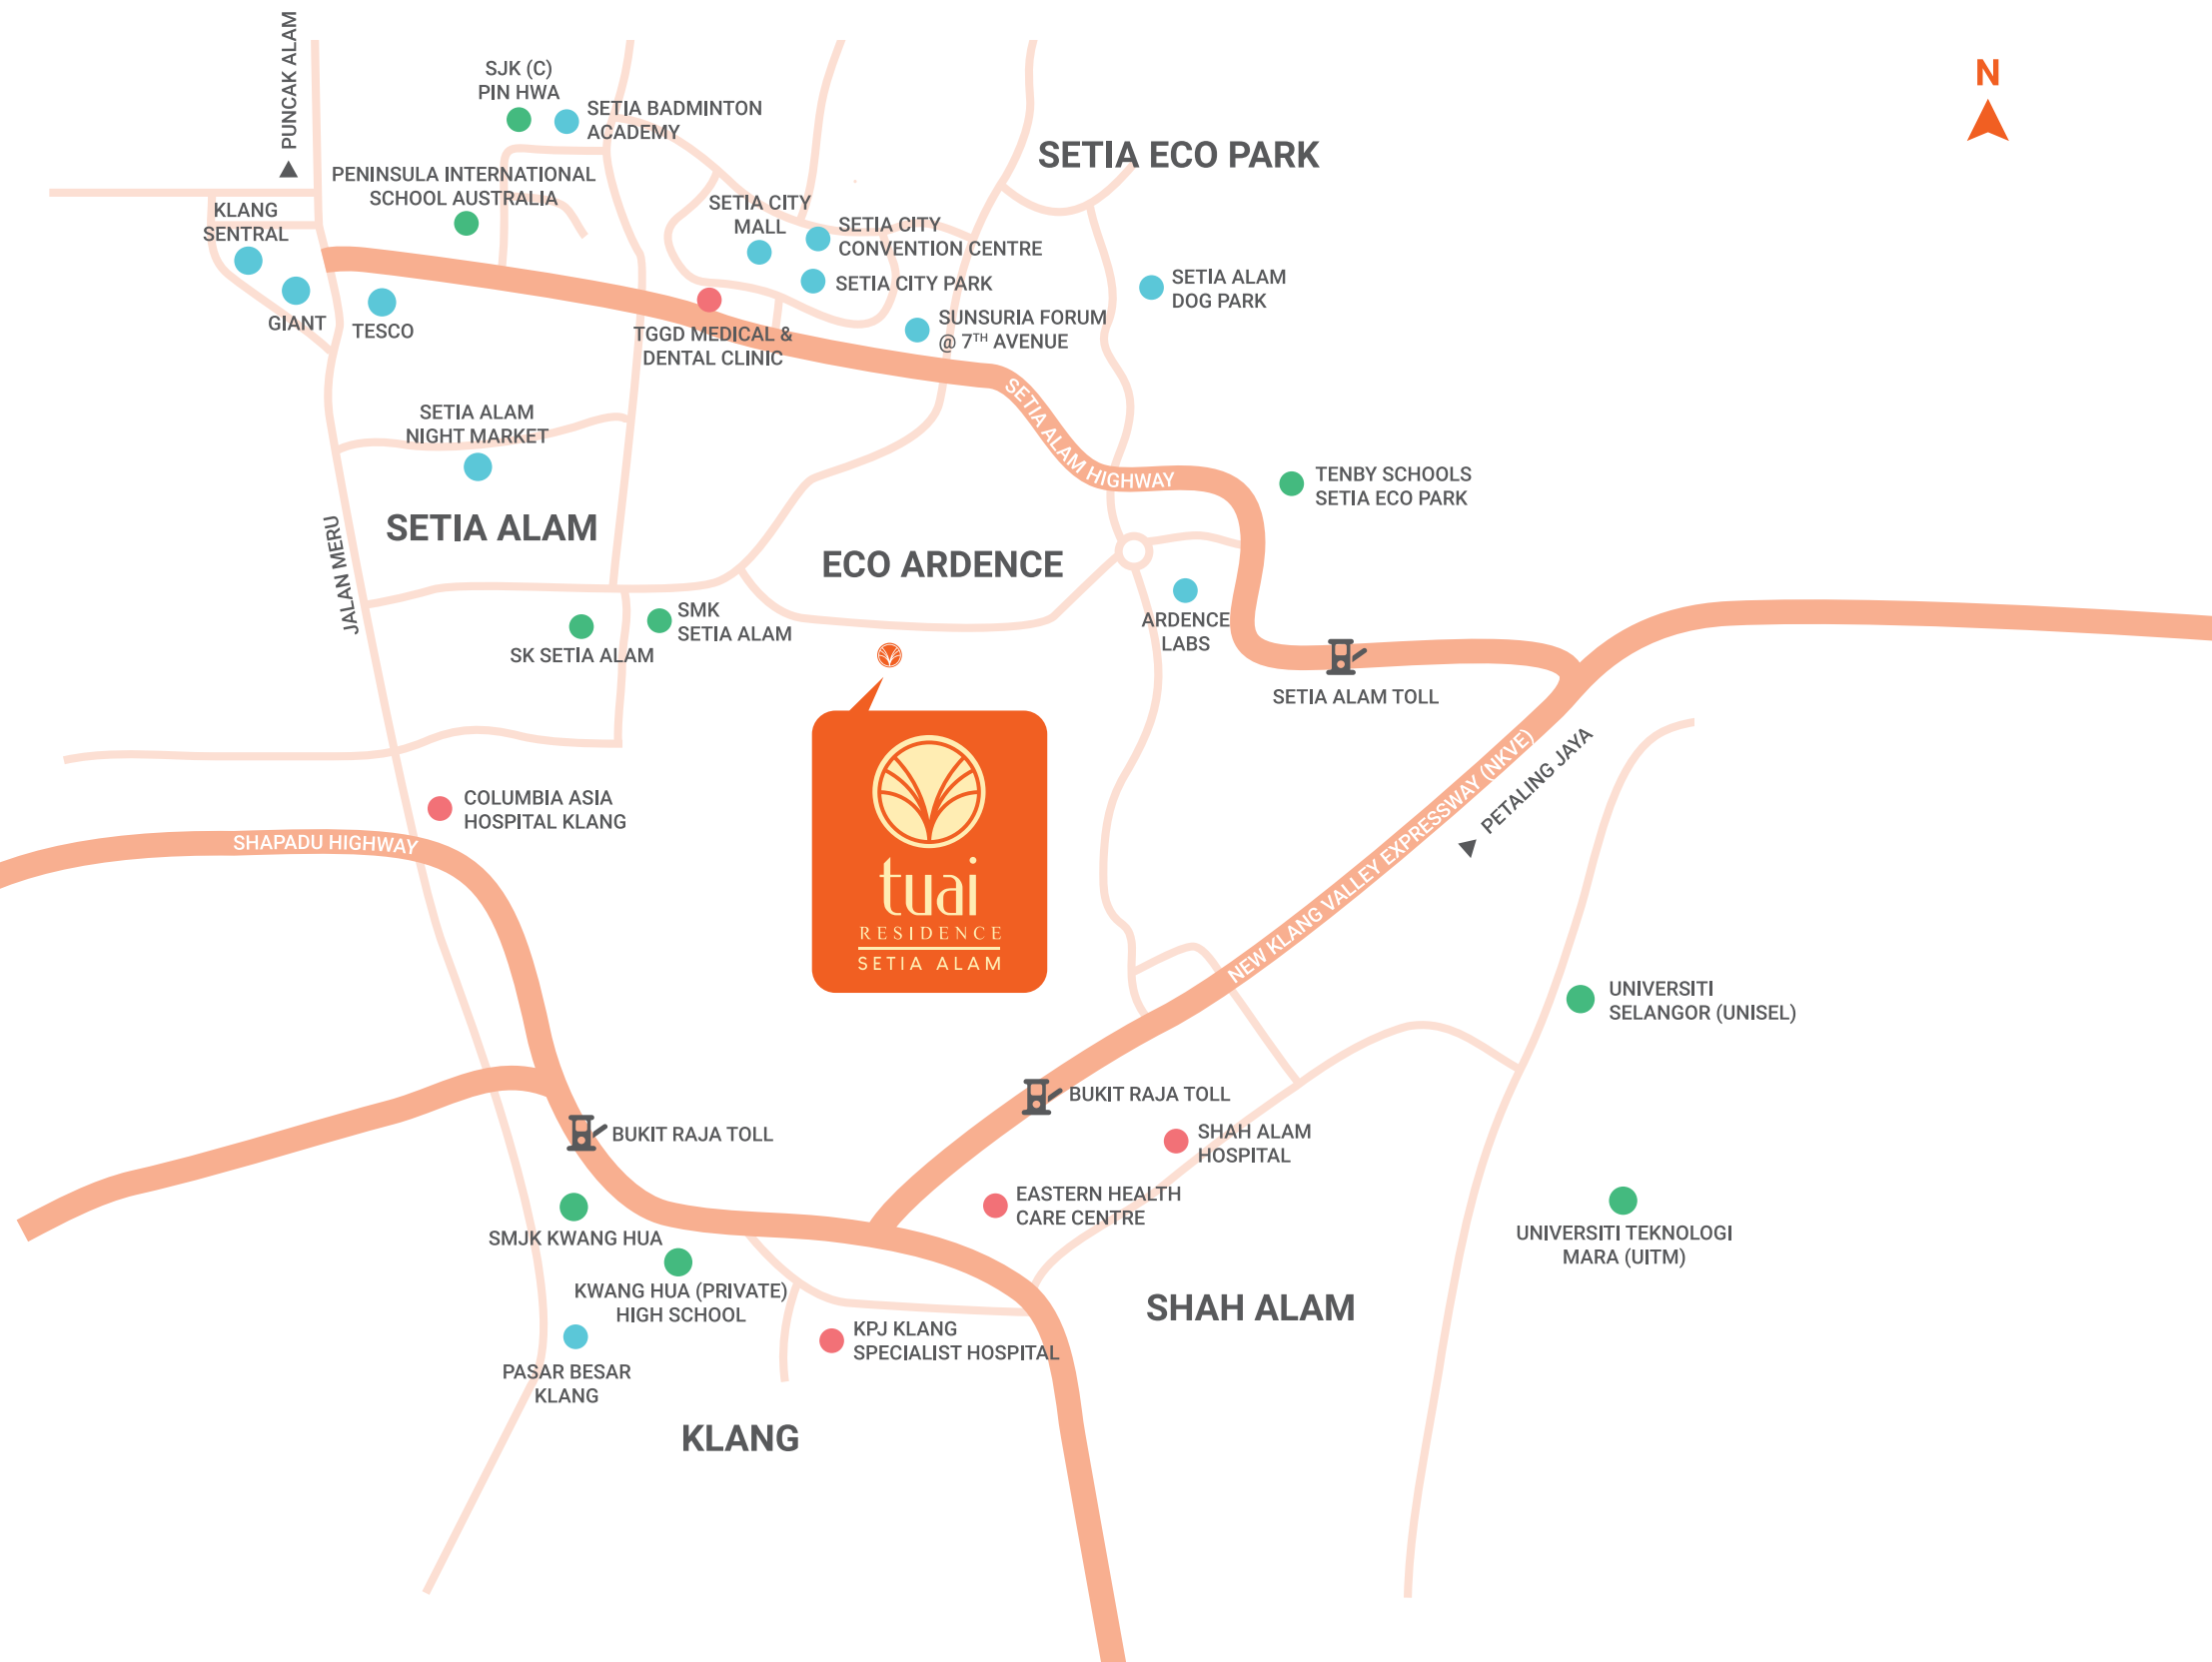 PUNCAK ALAM
N
SJK (C)
PIN HWA
SETIA BADMINTON
ACADEMY
SETIA ECO PARK
PENINSULA INTERNATIONAL
SCHOOL AUSTRALIA
KLANG
SENTRAL
SETIA CITY
MALL
SETIA CITY
CONVENTION CENTRE
SETIA CITY PARK
SETIA ALAM
DOG PARK
GIANT
TESCO
TGGD MEDICAL &
DENTAL CLINIC
SUNSURIA FORUM
@ 7TH AVENUE
SETIA ALAM HIGHWAY
SETIA ALAM
NIGHT MARKET
TENBY SCHOOLS
SETIA ECO PARK
SETIA ALAM
JALAN MERU
ECO ARDENCE
ARDENCE
LABS
SMK
SETIA ALAM
SK SETIA ALAM
SETIA ALAM TOLL
NEW KLANG VALLEY EXPRESSWAY (NKVE)
PETALING JAYA
COLUMBIA ASIA
HOSPITAL KLANG
SHAPADU HIGHWAY
tuai
RESIDENCE
SETIA ALAM
UNIVERSITI
SELANGOR (UNISEL)
BUKIT RAJA TOLL
BUKIT RAJA TOLL
SHAH ALAM
HOSPITAL
EASTERN HEALTH
CARE CENTRE
SMJK KWANG HUA
UNIVERSITI TEKNOLOGI
MARA (UITM)
KWANG HUA (PRIVATE)
HIGH SCHOOL
SHAH ALAM
KPJ KLANG
SPECIALIST HOSPITAL
PASAR BESAR
KLANG
KLANG